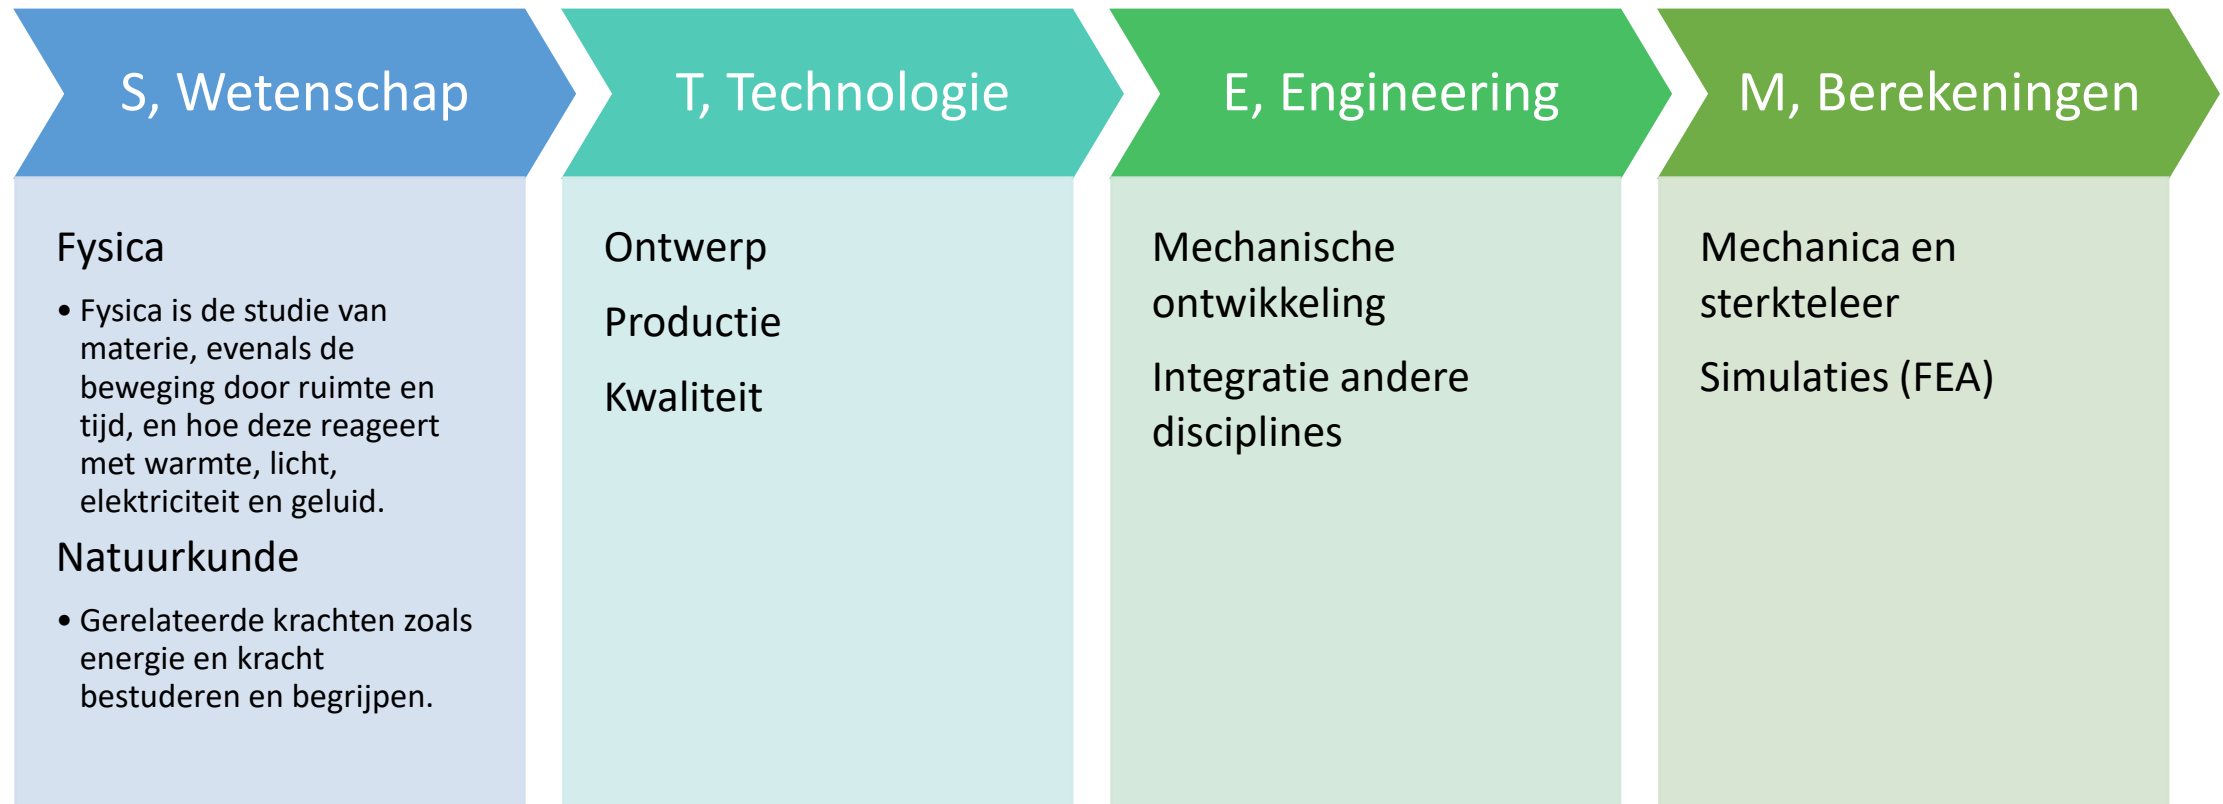 S, Wetenschap
Fysica
• Fysica is de studie van
materie, evenals de
beweging door ruimte en
tijd, en hoe deze reageert
met warmte, licht,
elektriciteit en geluid.
Natuurkunde
• Gerelateerde krachten zoals
energie en kracht
bestuderen en begrijpen.
T, Technologie
Ontwerp
Productie
Kwaliteit
E, Engineering
Mechanische
ontwikkeling
Integratie andere
disciplines
M, Berekeningen
Mechanica en
sterkteleer
Simulaties (FEA)